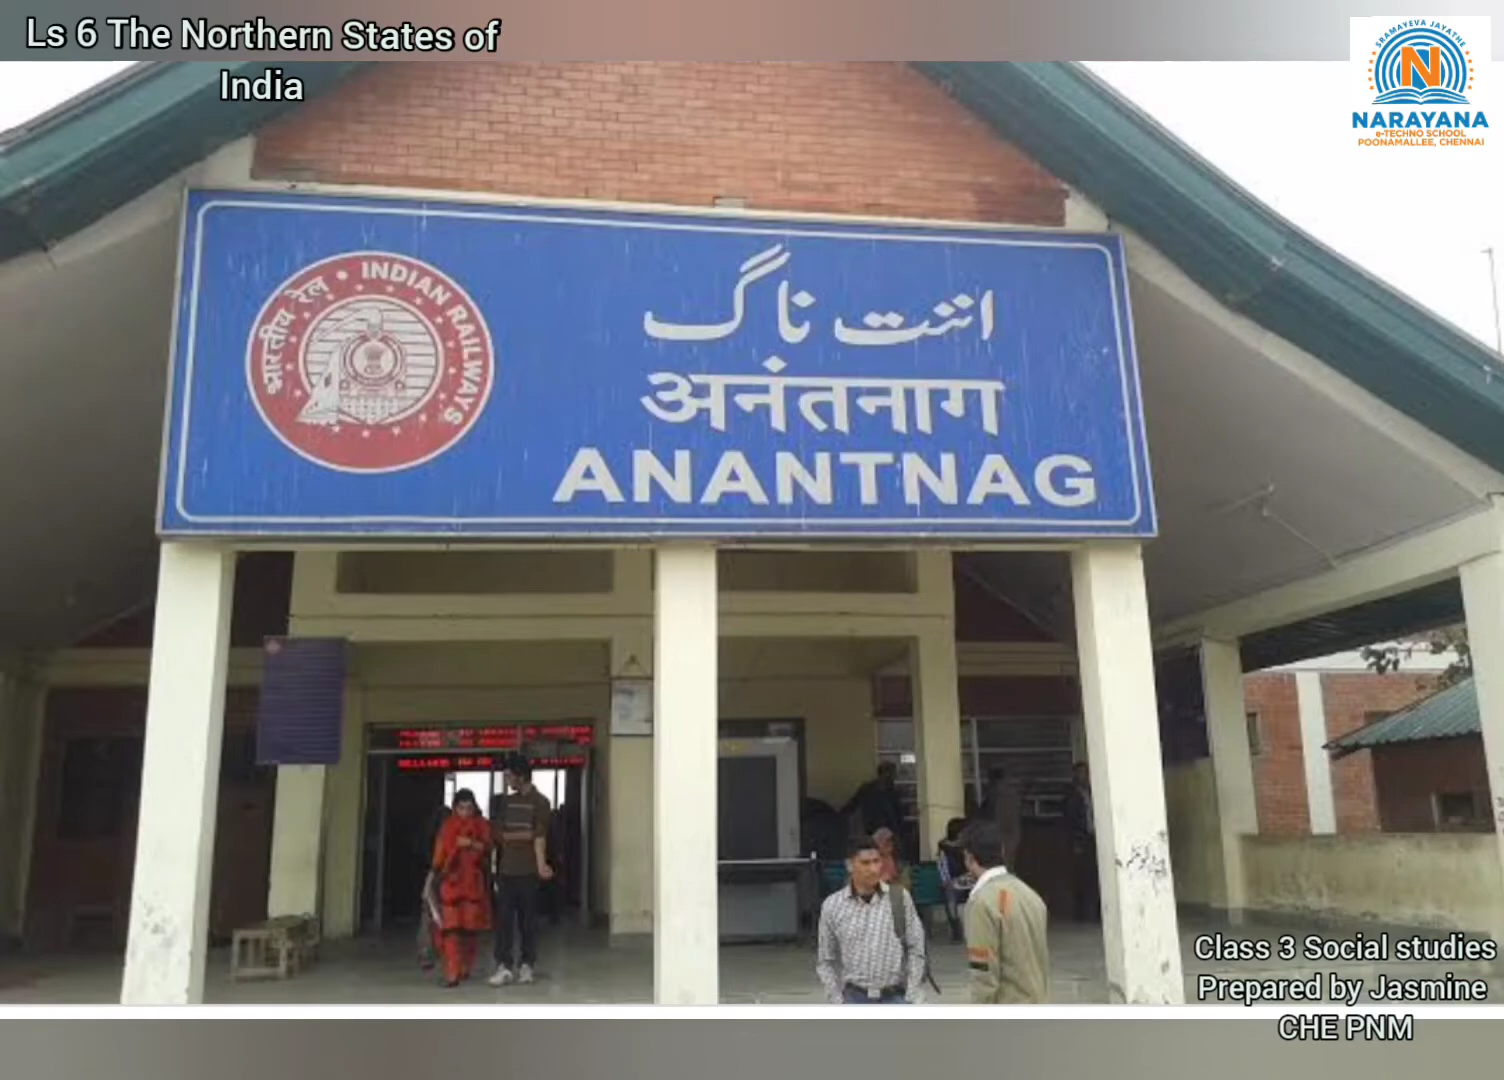 Ls 6 The Northern States of
India
SRAMAYEVA JAYATHE
N
NARAYANA
e-TECHNO SCHOOL
POONAMALLEE, CHENNAI
भारतीय रेल • INDIAN RAILWAYS
اننت ناگ
अनंतनाग
ANANTNAG
Class 3 Social studies
Prepared by Jasmine
CHE PNM